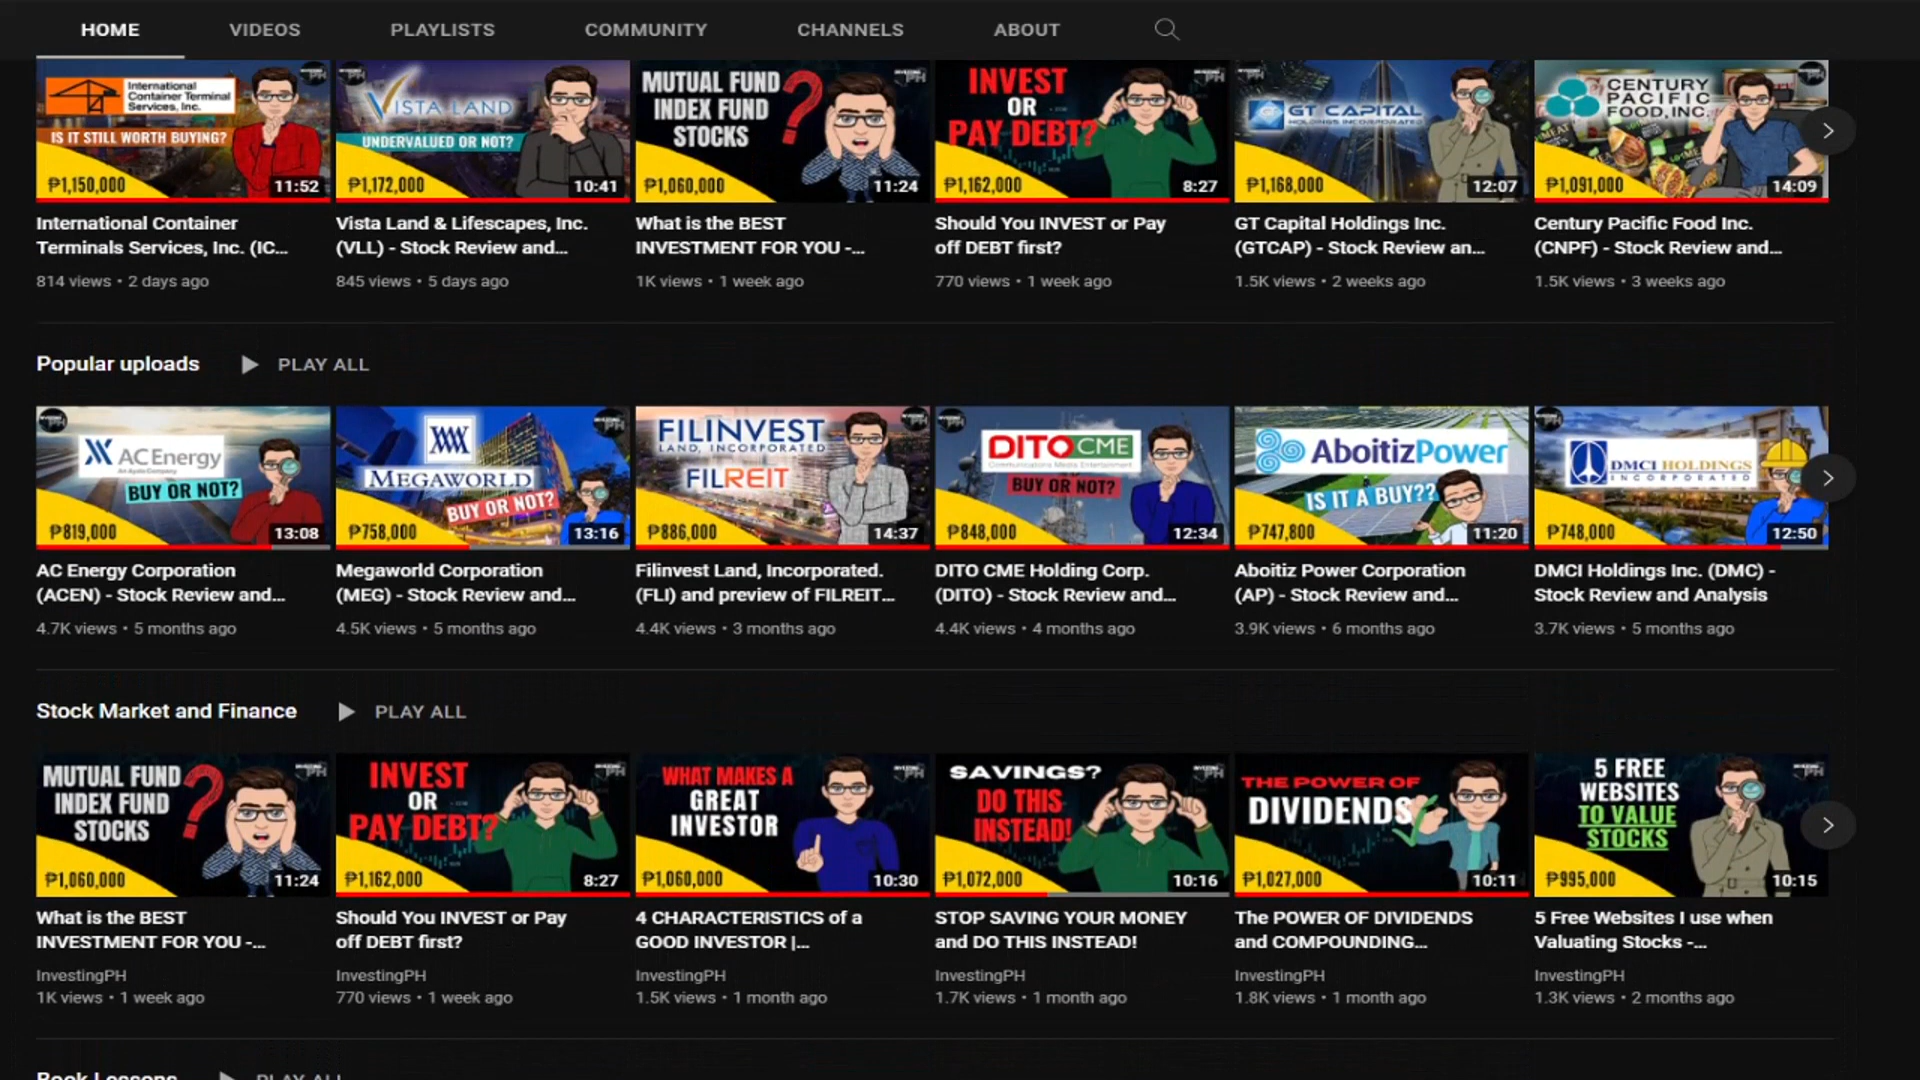 HOME VIDEOS PLAYLISTS COMMUNITY CHANNELS ABOUT
International
Container Terminal
Services, Inc.
IS IT STILL WORTH BUYING?
₱1,150,000
11:52
VISTA LAND
UNDERVALUED OR NOT?
₱1,172,000
10:41
MUTUAL FUND
INDEX FUND
STOCKS
?
₱1,060,000
11:24
INVEST
OR
PAY DEBT?
₱1,162,000
8:27
GT CAPITAL
HOLDINGS INCORPORATED
₱1,168,000
12:07
CENTURY
PACIFIC
FOOD, INC.
₱1,091,000
14:09
International Container
Terminals Services, Inc. (IC...
814 views • 2 days ago
Vista Land & Lifescapes, Inc.
(VLL) - Stock Review and...
845 views • 5 days ago
What is the BEST
INVESTMENT FOR YOU -...
1K views • 1 week ago
Should You INVEST or Pay
off DEBT first?
770 views • 1 week ago
GT Capital Holdings Inc.
(GTCAP) - Stock Review an...
1.5K views • 2 weeks ago
Century Pacific Food Inc.
(CNPF) - Stock Review and...
1.5K views • 3 weeks ago
Popular uploads PLAY ALL
AC Energy
An Ayala Company
BUY OR NOT?
₱819,000
13:08
MEGAWORLD
BUY OR NOT?
₱758,000
13:16
FILINVEST
LAND, INCORPORATED
FILREIT
₱886,000
14:37
DITO CME
Communications Media Entertainment
BUY OR NOT?
₱848,000
12:34
AboitizPower
IS IT A BUY??
₱747,800
11:20
DMCI HOLDINGS
INCORPORATED
₱748,000
12:50
AC Energy Corporation
(ACEN) - Stock Review and...
4.7K views • 5 months ago
Megaworld Corporation
(MEG) - Stock Review and...
4.5K views • 5 months ago
Filinvest Land, Incorporated.
(FLI) and preview of FILREIT...
4.4K views • 3 months ago
DITO CME Holding Corp.
(DITO) - Stock Review and...
4.4K views • 4 months ago
Aboitiz Power Corporation
(AP) - Stock Review and...
3.9K views • 6 months ago
DMCI Holdings Inc. (DMC) -
Stock Review and Analysis
3.7K views • 5 months ago
Stock Market and Finance PLAY ALL
MUTUAL FUND
INDEX FUND
STOCKS
?
₱1,060,000
11:24
INVEST
OR
PAY DEBT?
₱1,162,000
8:27
WHAT MAKES A
GREAT
INVESTOR
₱1,060,000
10:30
SAVINGS?
DO THIS
INSTEAD!
₱1,072,000
10:16
THE POWER OF
DIVIDENDS
₱1,027,000
10:11
5 FREE
WEBSITES
TO VALUE
STOCKS
₱995,000
10:15
What is the BEST
INVESTMENT FOR YOU -...
InvestingPH
1K views • 1 week ago
Should You INVEST or Pay
off DEBT first?
InvestingPH
770 views • 1 week ago
4 CHARACTERISTICS of a
GOOD INVESTOR |...
InvestingPH
1.5K views • 1 month ago
STOP SAVING YOUR MONEY
and DO THIS INSTEAD!
InvestingPH
1.7K views • 1 month ago
The POWER OF DIVIDENDS
and COMPOUNDING...
InvestingPH
1.8K views • 1 month ago
5 Free Websites I use when
Valuating Stocks -...
InvestingPH
1.3K views • 2 months ago
Book Lessons PLAY ALL